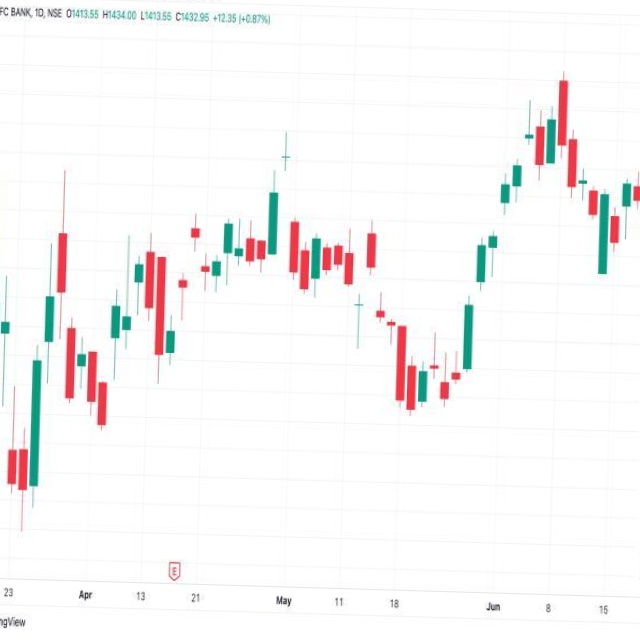 FC BANK, 1D, NSE O1413.55 H1434.00 L1413.55 C1432.95 +12.35 (+0.87%)
E
23 Apr 13 21 May 11 18 Jun 8 15
ngView